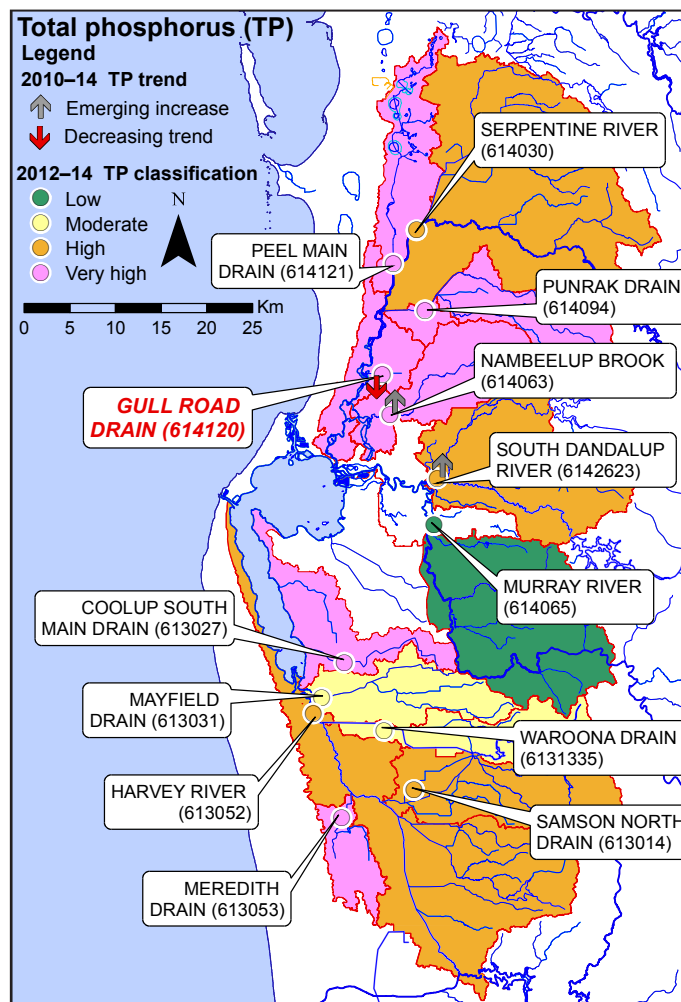 Total phosphorus (TP)
Legend
2010–14 TP trend
Emerging increase
Decreasing trend
2012–14 TP classification
Low
Moderate
High
Very high
N
Km
0 5 10 15 20 25
SERPENTINE RIVER
(614030)
PEEL MAIN
DRAIN (614121)
PUNRAK DRAIN
(614094)
NAMBEELUP BROOK
(614063)
GULL ROAD
DRAIN (614120)
SOUTH DANDALUP
RIVER (6142623)
MURRAY RIVER
(614065)
COOLUP SOUTH
MAIN DRAIN (613027)
MAYFIELD
DRAIN (613031)
WAROONA DRAIN
(6131335)
HARVEY RIVER
(613052)
SAMSON NORTH
DRAIN (613014)
MEREDITH
DRAIN (613053)